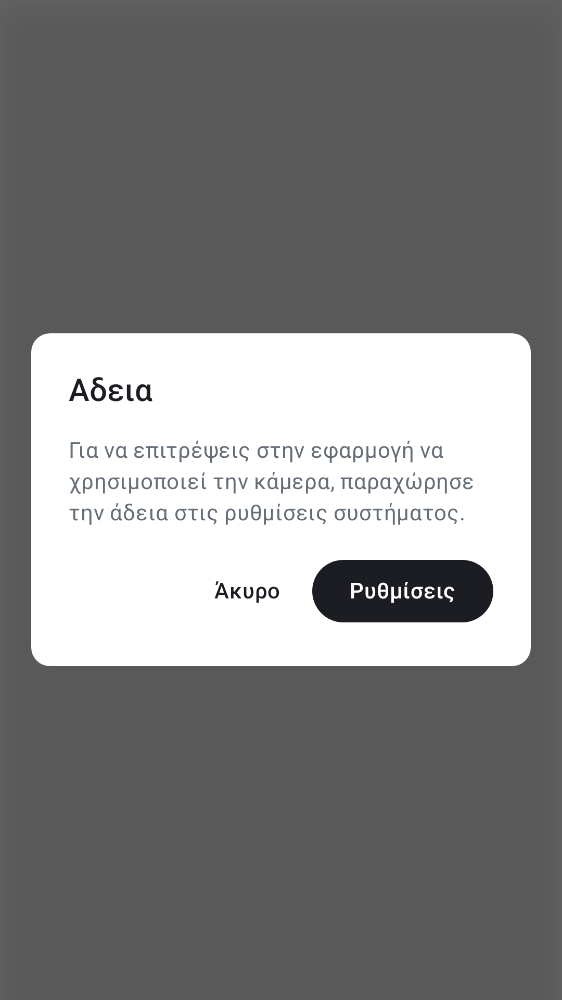 Αδεια
Για να επιτρέψεις στην εφαρμογή να
χρησιμοποιεί την κάμερα, παραχώρησε
την άδεια στις ρυθμίσεις συστήματος.
Άκυρο
Ρυθμίσεις